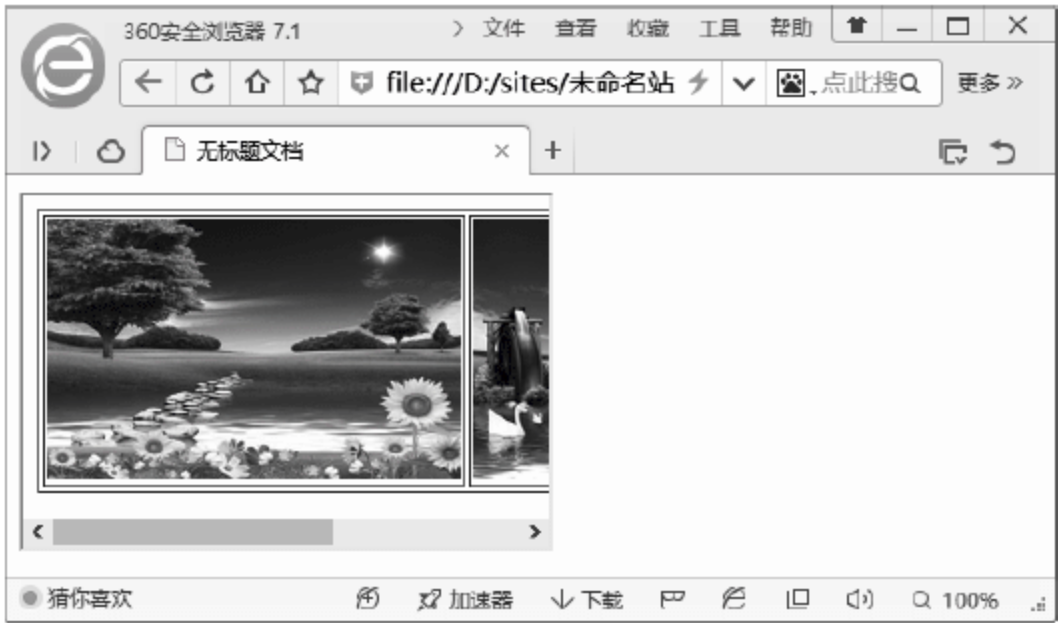 360安全浏览器 7.1 文件 查看 收藏 工具 帮助
file:///D:/sites/未命名站 点此搜 更多 »
无标题文档
猜你喜欢 加速器 下载 100%